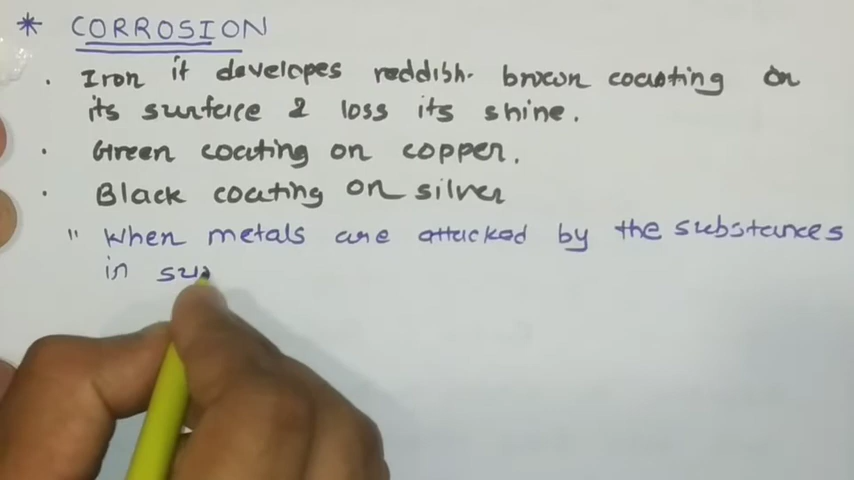 * CORROSION
. Iron it developes reddish. brown coating on
its surface & loss its shine.
. Green coating on copper.
. Black coating on silver
" When metals are attacked by the substances
in su